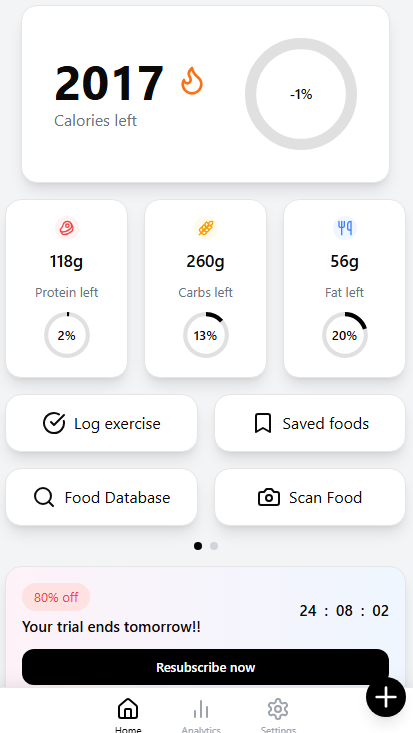 2017
Calories left
-1%
118g
Protein left
2%
260g
Carbs left
13%
56g
Fat left
20%
Log exercise
Saved foods
Food Database
Scan Food
80% off
Your trial ends tomorrow!!
24 : 08 : 02
Resubscribe now
Home
Analytics
Settings